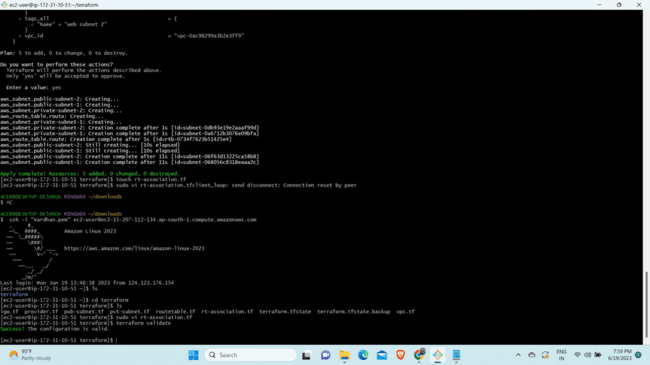 ec2-user@ip-172-31-10-51:~/terraform
}
+ tags_all = {
+ "Name" = "web subnet 2"
}
+ vpc_id = "vpc-0ac98299a3b2e3ff9"
}
Plan: 5 to add, 0 to change, 0 to destroy.
Do you want to perform these actions?
Terraform will perform the actions described above.
Only 'yes' will be accepted to approve.
Enter a value: yes
aws_subnet.public-subnet-2: Creating...
aws_subnet.public-subnet-1: Creating...
aws_subnet.private-subnet-2: Creating...
aws_route_table.route: Creating...
aws_subnet.private-subnet-1: Creating...
aws_subnet.private-subnet-2: Creation complete after 1s [id=subnet-0db93e19e2aaaf99d]
aws_subnet.private-subnet-1: Creation complete after 1s [id=subnet-0a6712b3076e09bfa]
aws_route_table.route: Creation complete after 1s [id=rtb-0734f7623b51425e4]
aws_subnet.public-subnet-2: Still creating... [10s elapsed]
aws_subnet.public-subnet-1: Still creating... [10s elapsed]
aws_subnet.public-subnet-2: Creation complete after 11s [id=subnet-06f63d13225ca58b8]
aws_subnet.public-subnet-1: Creation complete after 11s [id=subnet-068056c8318eaaa2c]
Apply complete! Resources: 5 added, 0 changed, 0 destroyed.
[ec2-user@ip-172-31-10-51 terraform]$ touch rt-association.tf
[ec2-user@ip-172-31-10-51 terraform]$ sudo vi rt-association.tfclient_loop: send disconnect: Connection reset by peer
MINGW64 ~/downloads
$ ^C
MINGW64 ~/downloads
$ ssh -i "Vardhan.pem" ec2-user@ec2-15-207-112-134.ap-south-1.compute.amazonaws.com
Amazon Linux 2023
https://aws.amazon.com/linux/amazon-linux-2023
Last login: Mon Jun 19 13:46:38 2023 from 124.123.176.154
[ec2-user@ip-172-31-10-51 ~]$ ls
terraform
[ec2-user@ip-172-31-10-51 ~]$ cd terraform
[ec2-user@ip-172-31-10-51 terraform]$ ls
igw.tf provider.tf pub-subnet.tf pvt-subnet.tf routetable.tf rt-association.tf terraform.tfstate terraform.tfstate.backup vpc.tf
[ec2-user@ip-172-31-10-51 terraform]$ sudo vi rt-association.tf
[ec2-user@ip-172-31-10-51 terraform]$ terraform validate
Success! The configuration is valid.
[ec2-user@ip-172-31-10-51 terraform]$
95°F
Partly cloudy
Search
ENG
IN
7:59 PM
6/19/2023